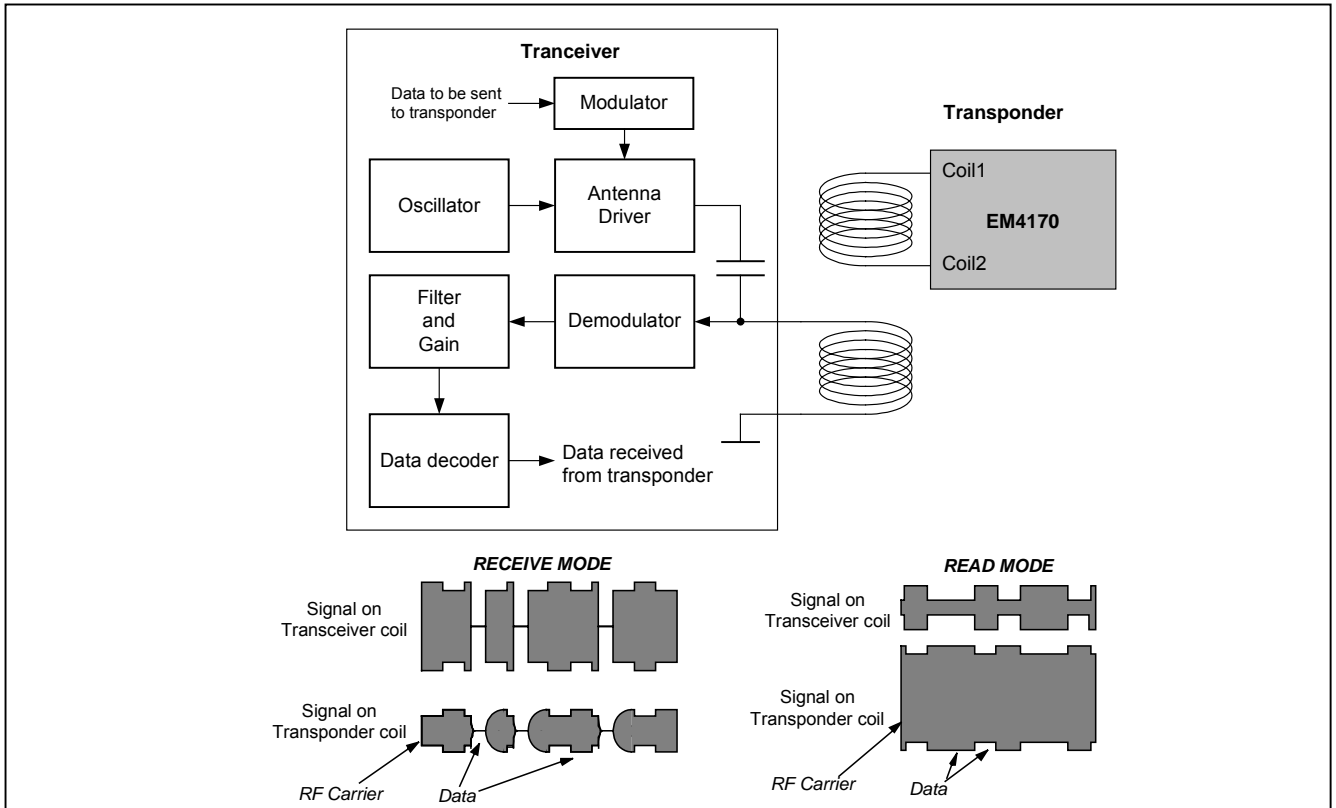 Tranceiver
Data to be sent
to transponder
Modulator
Transponder
Oscillator
Antenna
Driver
Coil1
EM4170
Coil2
Filter
and
Gain
Demodulator
Data decoder
Data received
from transponder
RECEIVE MODE
Signal on
Transceiver coil
Signal on
Transponder coil
RF Carrier
Data
READ MODE
Signal on
Transceiver coil
Signal on
Transponder coil
RF Carrier
Data